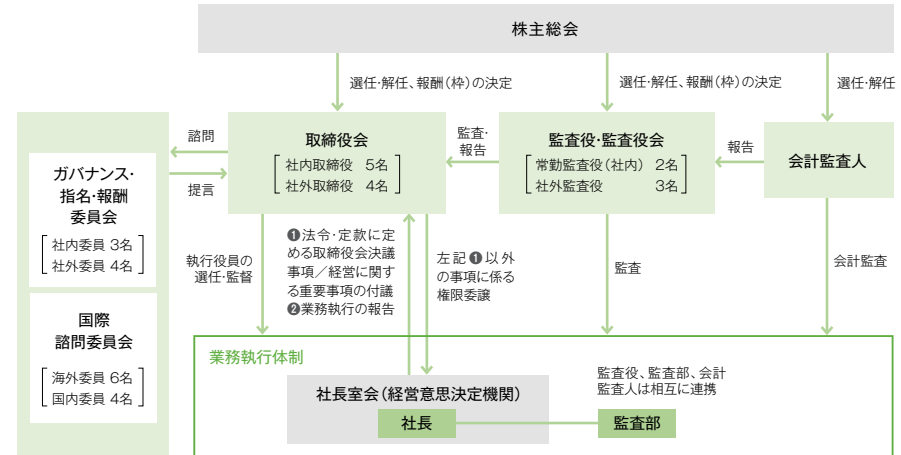 株主総会
選任・解任、報酬(枠)の決定
選任・解任、報酬(枠)の決定
選任・解任
諮問
提言
取締役会
社内取締役 5名
社外取締役 4名
監査・
報告
監査役・監査役会
常勤監査役(社内) 2名
社外監査役 3名
報告
会計監査人
ガバナンス・
指名・報酬
委員会
社内委員 3名
社外委員 4名
国際
諮問委員会
海外委員 6名
国内委員 4名
執行役員の
選任・監督
❶法令・定款に定
める取締役会決議
事項/経営に関す
る重要事項の付議
❷業務執行の報告
左記❶以外
の事項に係る
権限委譲
監査
会計監査
業務執行体制
社長室会(経営意思決定機関)
社長
監査役、監査部、会計
監査人は相互に連携
監査部